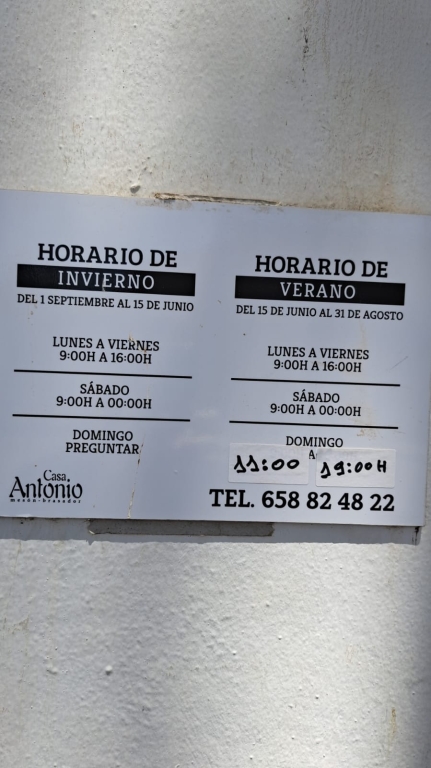 HORARIO DE
INVIERNO
DEL 1 SEPTIEMBRE AL 15 DE JUNIO
LUNES A VIERNES
9:00H A 16:00H
SÁBADO
9:00H A 00:00H
DOMINGO
PREGUNTAR
Casa
Antonio
mesón-brasador
HORARIO DE
VERANO
DEL 15 DE JUNIO AL 31 DE AGOSTO
LUNES A VIERNES
9:00H A 16:00H
SÁBADO
9:00H A 00:00H
DOMINGO
11:00 A 19:00H
TEL. 658 82 48 22